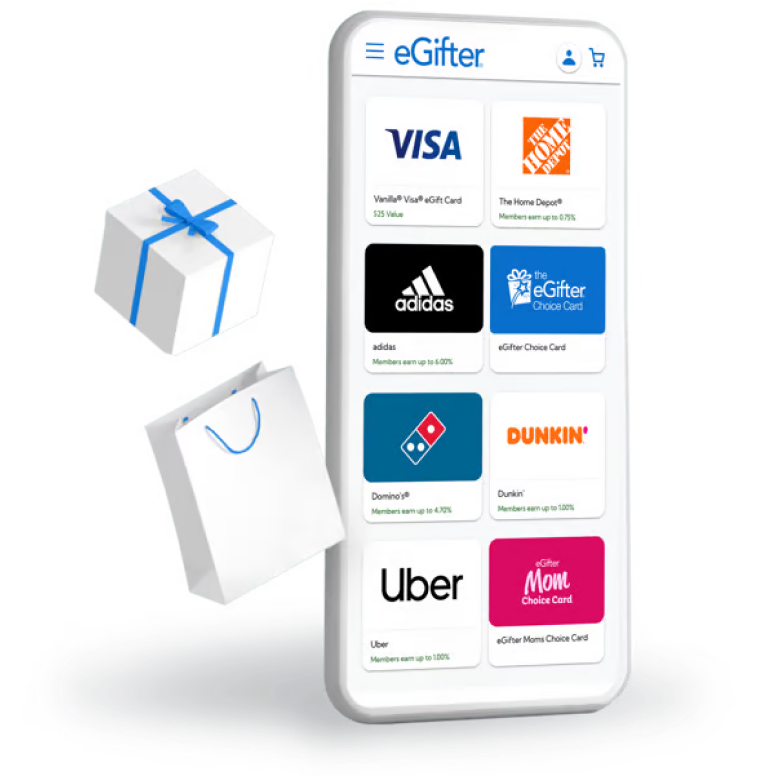 eGifter
VISA
Vanilla® Visa® eGift Card
$25 Value
THE HOME DEPOT
The Home Depot®
Members earn up to 0.75%
adidas
adidas
Members earn up to 6.00%
the
eGifter
Choice Card
eGifter Choice Card
Domino's®
Members earn up to 4.70%
DUNKIN'
Dunkin'
Members earn up to 1.00%
Uber
Uber
Members earn up to 1.00%
eGifter
Mom
Choice Card
eGifter Moms Choice Card